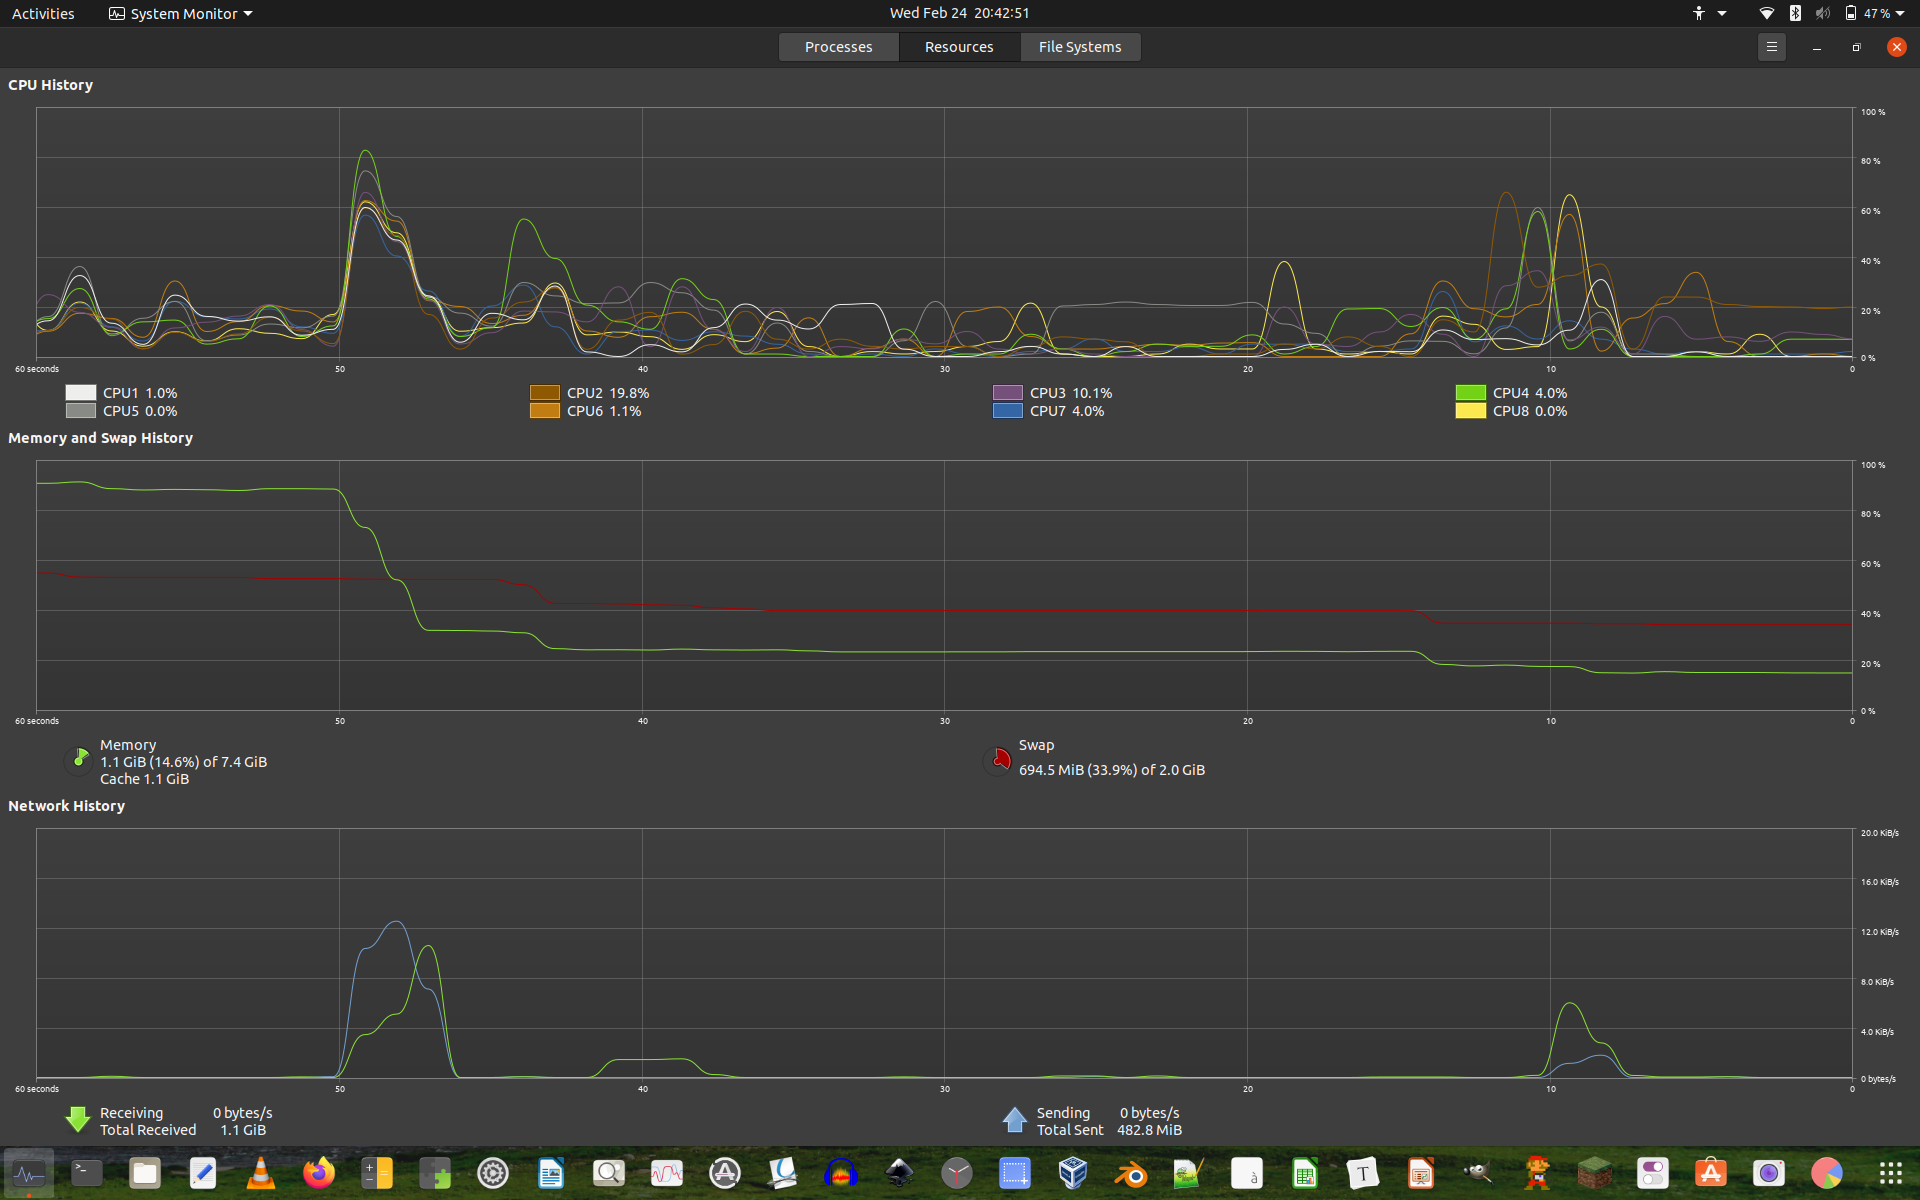 Activities
System Monitor
Wed Feb 24 20:42:51
47 %
Processes
Resources
File Systems
CPU History
100 %
80 %
60 %
40 %
20 %
0 %
60 seconds
50
40
30
20
10
0
CPU1 1.0%
CPU2 19.8%
CPU3 10.1%
CPU4 4.0%
CPU5 0.0%
CPU6 1.1%
CPU7 4.0%
CPU8 0.0%
Memory and Swap History
100 %
80 %
60 %
40 %
20 %
0 %
60 seconds
50
40
30
20
10
0
Memory
1.1 GiB (14.6%) of 7.4 GiB
Cache 1.1 GiB
Swap
694.5 MiB (33.9%) of 2.0 GiB
Network History
20.0 KiB/s
16.0 KiB/s
12.0 KiB/s
8.0 KiB/s
4.0 KiB/s
0 bytes/s
60 seconds
50
40
30
20
10
0
Receiving 0 bytes/s
Total Received 1.1 GiB
Sending 0 bytes/s
Total Sent 482.8 MiB
>_
à
T